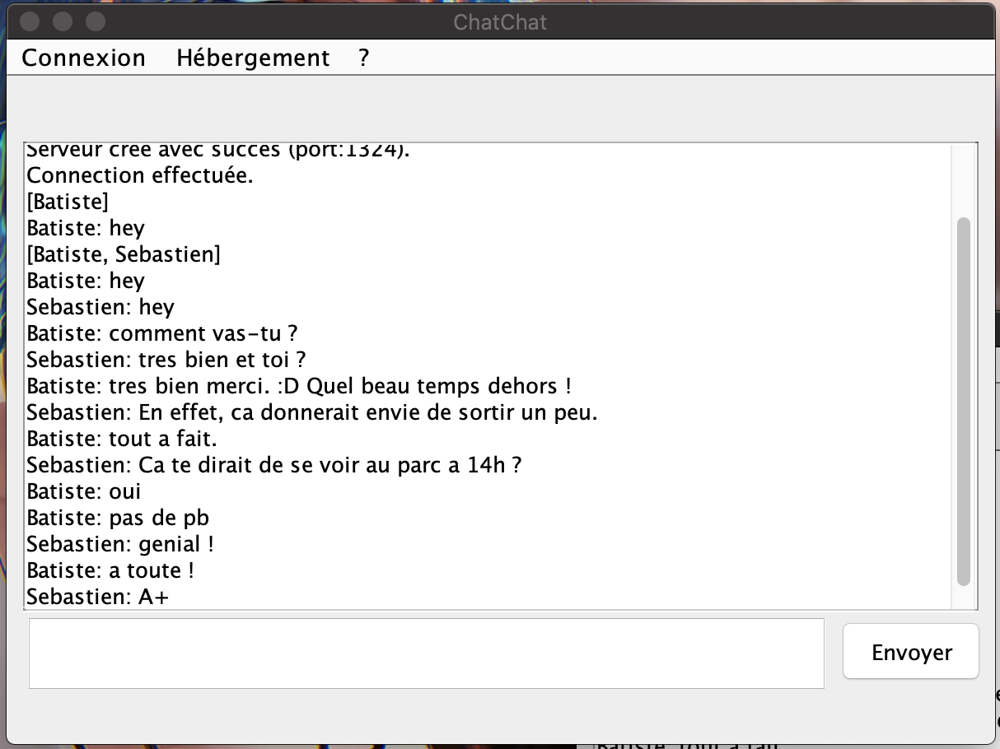 ChatChat
Connexion Hébergement ?
Serveur créé avec succès (port:1324).
Connection effectuée.
[Batiste]
Batiste: hey
[Batiste, Sebastien]
Batiste: hey
Sebastien: hey
Batiste: comment vas-tu ?
Sebastien: tres bien et toi ?
Batiste: tres bien merci. :D Quel beau temps dehors !
Sebastien: En effet, ca donnerait envie de sortir un peu.
Batiste: tout a fait.
Sebastien: Ca te dirait de se voir au parc a 14h ?
Batiste: oui
Batiste: pas de pb
Sebastien: genial !
Batiste: a toute !
Sebastien: A+
Envoyer
Batiste: tout a fait